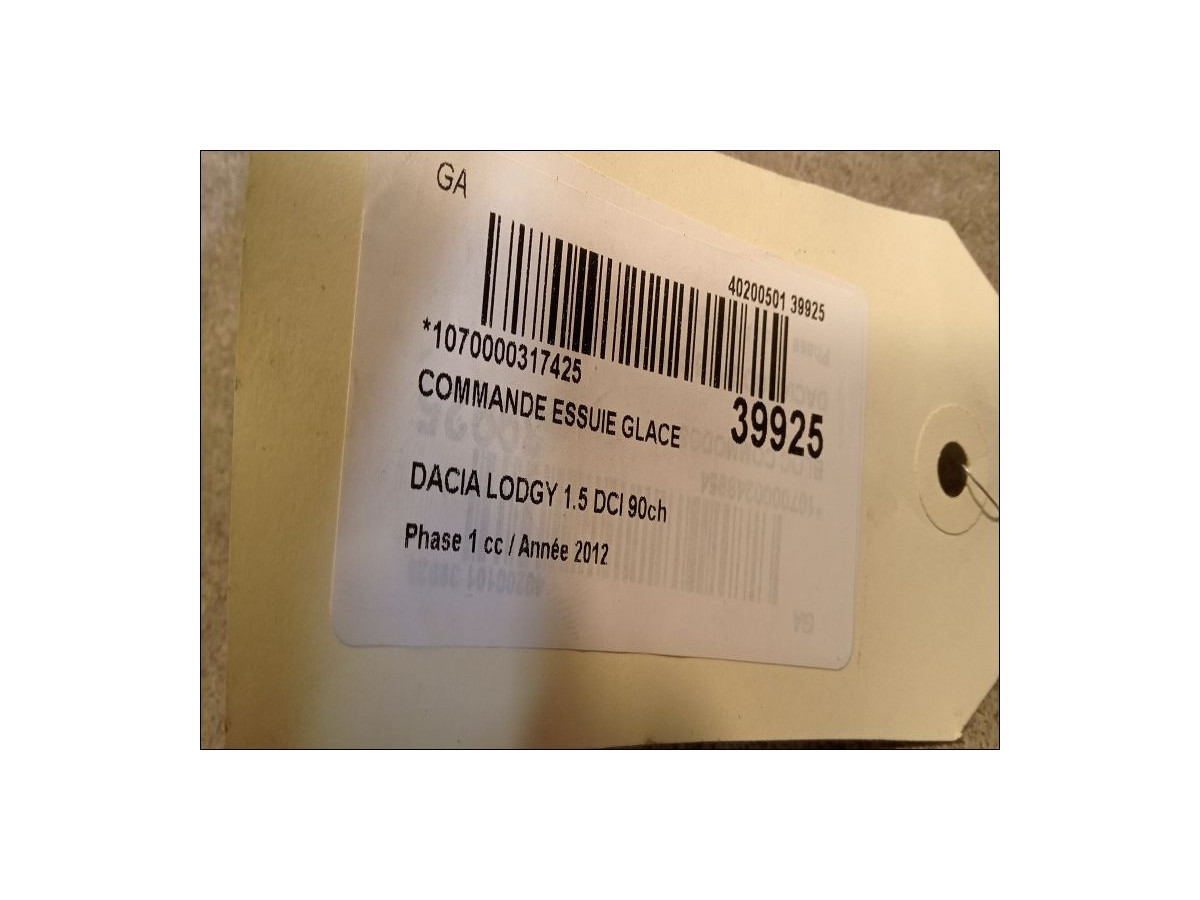 GA
40200501 39925
*1070000317425
COMMANDE ESSUIE GLACE
39925
DACIA LODGY 1.5 DCI 90ch
Phase 1 cc / Année 2012